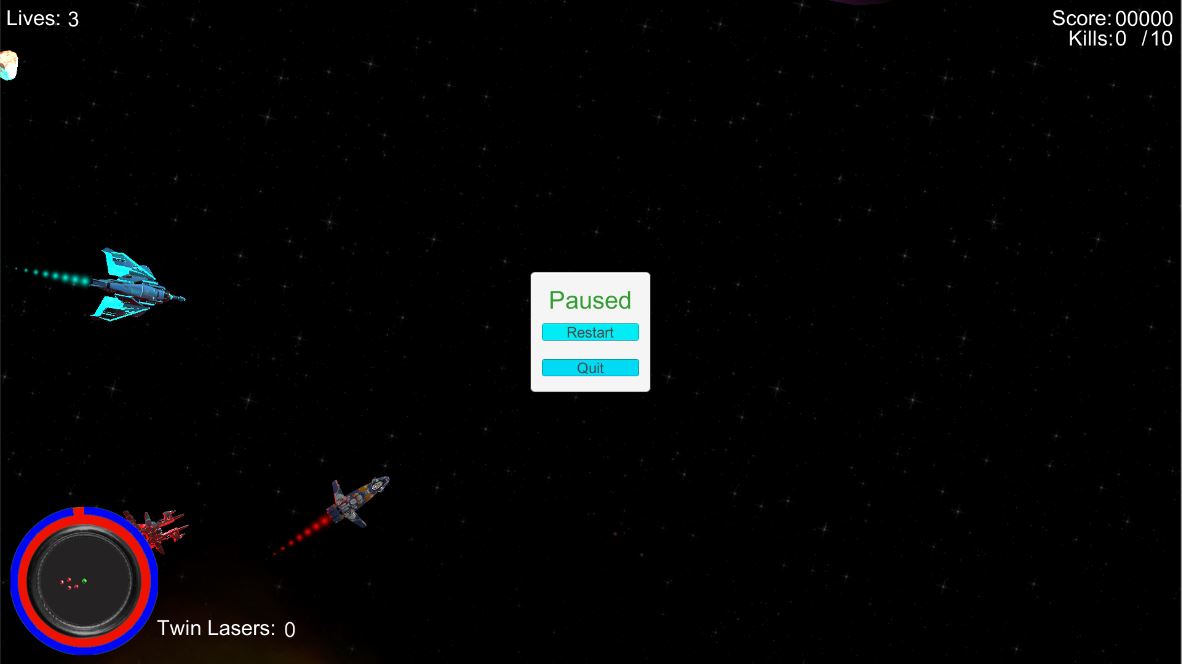 Lives: 3
Score:00000
Kills:0 /10
Paused
Restart
Quit
Twin Lasers: 0